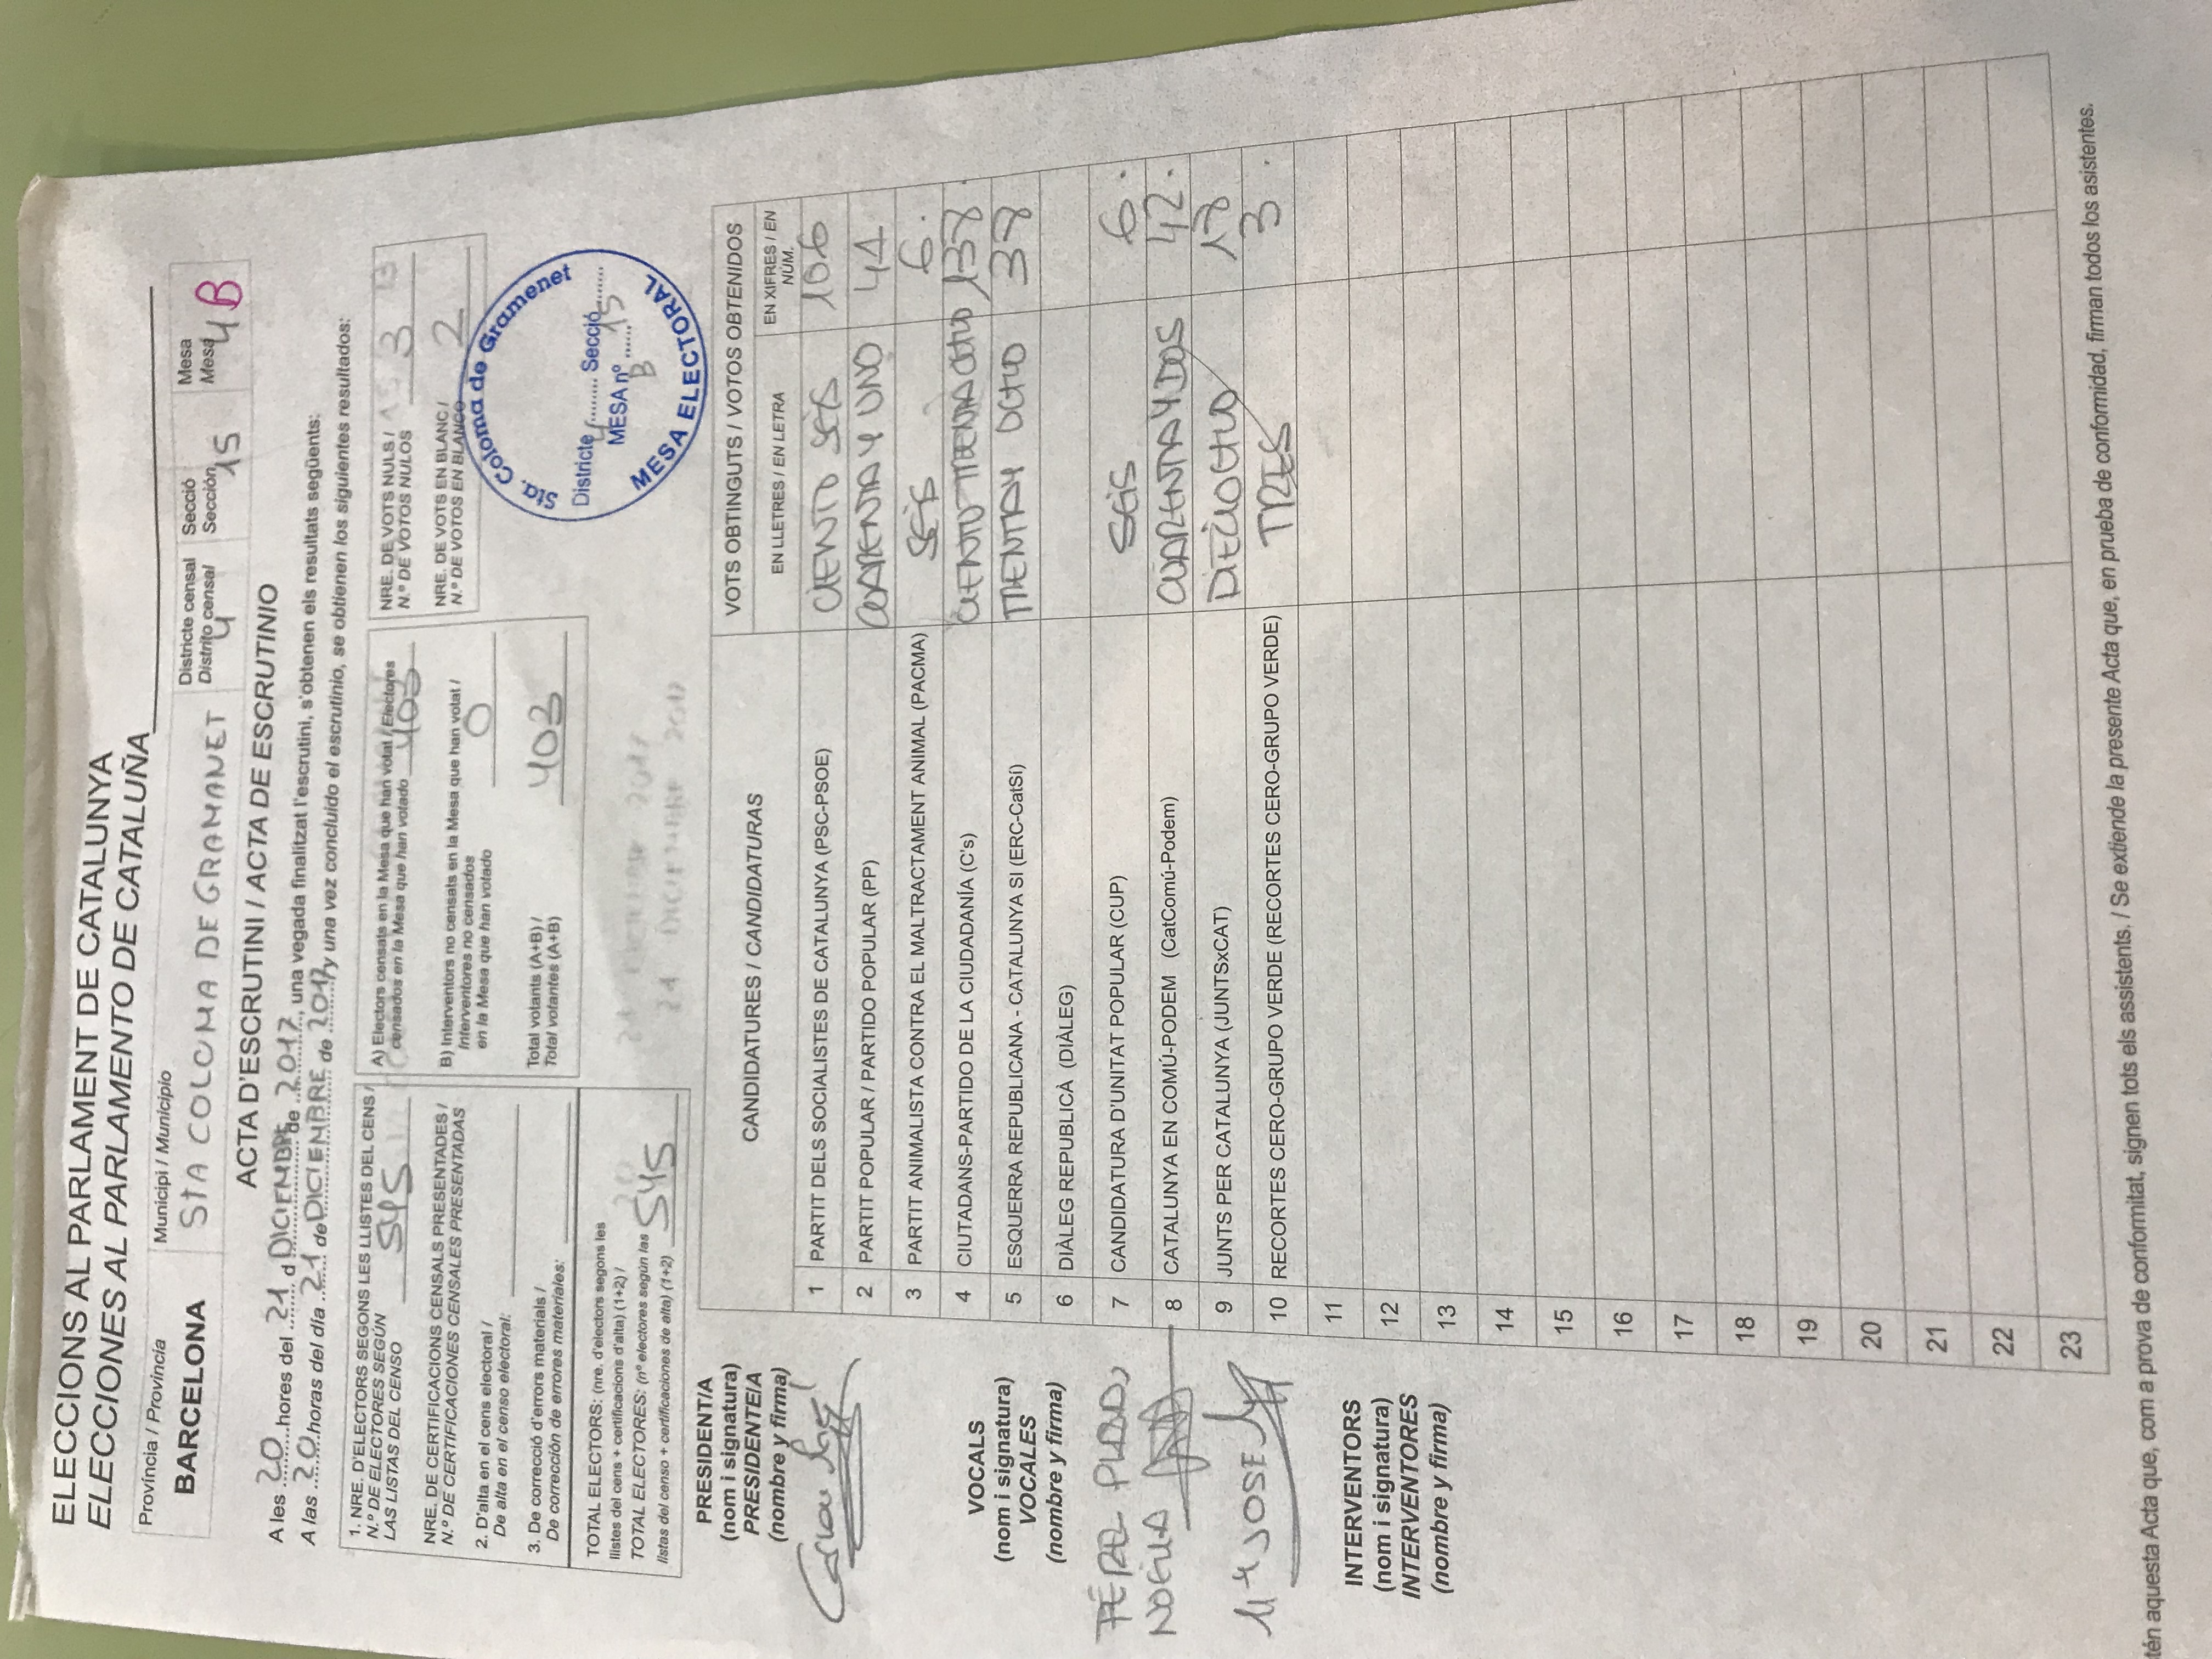 ELECCIONS AL PARLAMENT DE CATALUNYA
ELECCIONES AL PARLAMENTO DE CATALUÑA
Província / Provincia
BARCELONA
Municipi / Municipio
STA COLOMA DE GRAMANET
Districte censal
Distrito censal
4
Secció
Sección
15
Mesa
Mesa
4 B
ACTA D'ESCRUTINI / ACTA DE ESCRUTINIO
A les 20 hores del 21 d DICIEMBRE de 2017, una vegada finalitzat l'escrutini, s'obtenen els resultats següents:
A las 20 horas del día 21 de DICIEMBRE de 2017 y una vez concluido el escrutinio, se obtienen los siguientes resultados:
1. NRE. D'ELECTORS SEGONS LES LLISTES DEL CENS /
N.º DE ELECTORES SEGÚN
LAS LISTAS DEL CENSO 545
NRE. DE CERTIFICACIONS CENSALS PRESENTADES /
N.º DE CERTIFICACIONES CENSALES PRESENTADAS
2. D'alta en el cens electoral /
De alta en el censo electoral:
3. De correcció d'errors materials /
De corrección de errores materiales:
TOTAL ELECTORS: (nre. d'electors segons les
llistes del cens + certificacions d'alta) (1+2) /
TOTAL ELECTORES: (nº electores según las
listas del censo + certificaciones de alta) (1+2) 545
A) Electors censats en la Mesa que han votat / Electores
censados en la Mesa que han votado 403
B) Interventors no censats en la Mesa que han votat /
Interventores no censados
en la Mesa que han votado 0
Total votants (A+B) /
Total votantes (A+B) 403
NRE. DE VOTS NULS /
N.º DE VOTOS NULOS 3
NRE. DE VOTS EN BLANC /
N.º DE VOTOS EN BLANCO 2
Sta. Coloma de Gramenet
Districte 4 Secció
MESA nº 15
B
MESA ELECTORAL
CANDIDATURES / CANDIDATURAS
VOTS OBTINGUTS / VOTOS OBTENIDOS
EN LLETRES / EN LETRA
EN XIFRES / EN NÚM.
1 PARTIT DELS SOCIALISTES DE CATALUNYA (PSC-PSOE) CIENTO SEIS 106
2 PARTIT POPULAR / PARTIDO POPULAR (PP) CUARENTA Y UNO 41
3 PARTIT ANIMALISTA CONTRA EL MALTRACTAMENT ANIMAL (PACMA) SEIS 6.
4 CIUTADANS-PARTIDO DE LA CIUDADANÍA (C's) CIENTO TREINTA OCHO 138.
5 ESQUERRA REPUBLICANA - CATALUNYA SI (ERC-CatSí) TREINTAY OCHO 38
6 DIÀLEG REPUBLICÀ (DIÀLEG)
7 CANDIDATURA D'UNITAT POPULAR (CUP) SEIS 6.
8 CATALUNYA EN COMÚ-PODEM (CatComú-Podem) CUARENTA Y DOS 42.
9 JUNTS PER CATALUNYA (JUNTSxCAT) DIECIOCHO 18
10 RECORTES CERO-GRUPO VERDE (RECORTES CERO-GRUPO VERDE) TRES 3.
11
12
13
14
15
16
17
18
19
20
21
22
23
PRESIDENT/A
(nom i signatura)
PRESIDENTE/A
(nombre y firma)
VOCALS
(nom i signatura)
VOCALES
(nombre y firma)
NOELIA
Mª JOSE
INTERVENTORS
(nom i signatura)
INTERVENTORES
(nombre y firma)
tén aquesta Acta que, com a prova de conformitat, signen tots els assistents. / Se extiende la presente Acta que, en prueba de conformidad, firman todos los asistentes.